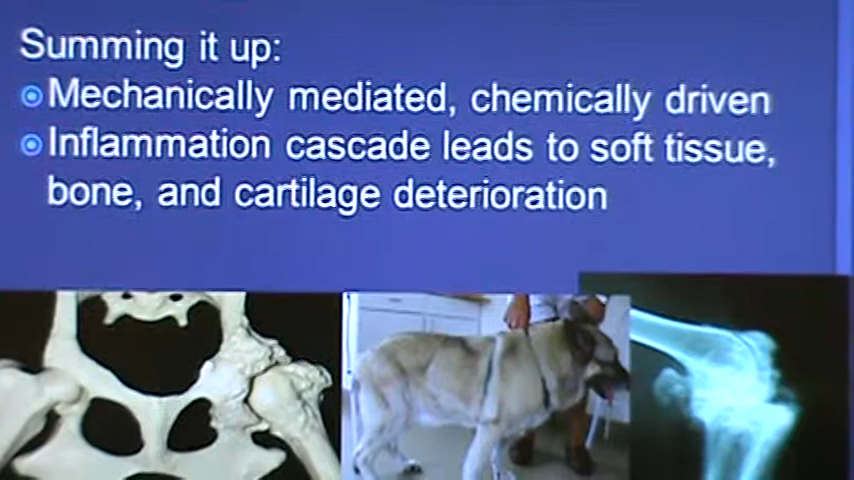 Summing it up:
Mechanically mediated, chemically driven
Inflammation cascade leads to soft tissue,
bone, and cartilage deterioration